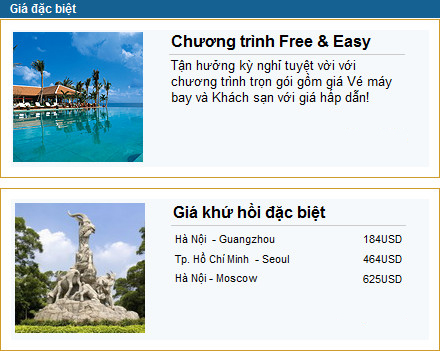 Giá đặc biệt
Chương trình Free & Easy
Tận hưởng kỳ nghỉ tuyệt vời với
chương trình trọn gói gồm giá Vé máy
bay và Khách sạn với giá hấp dẫn!
Giá khứ hồi đặc biệt
Hà Nội - Guangzhou 184USD
Tp. Hồ Chí Minh - Seoul 464USD
Hà Nội - Moscow 625USD